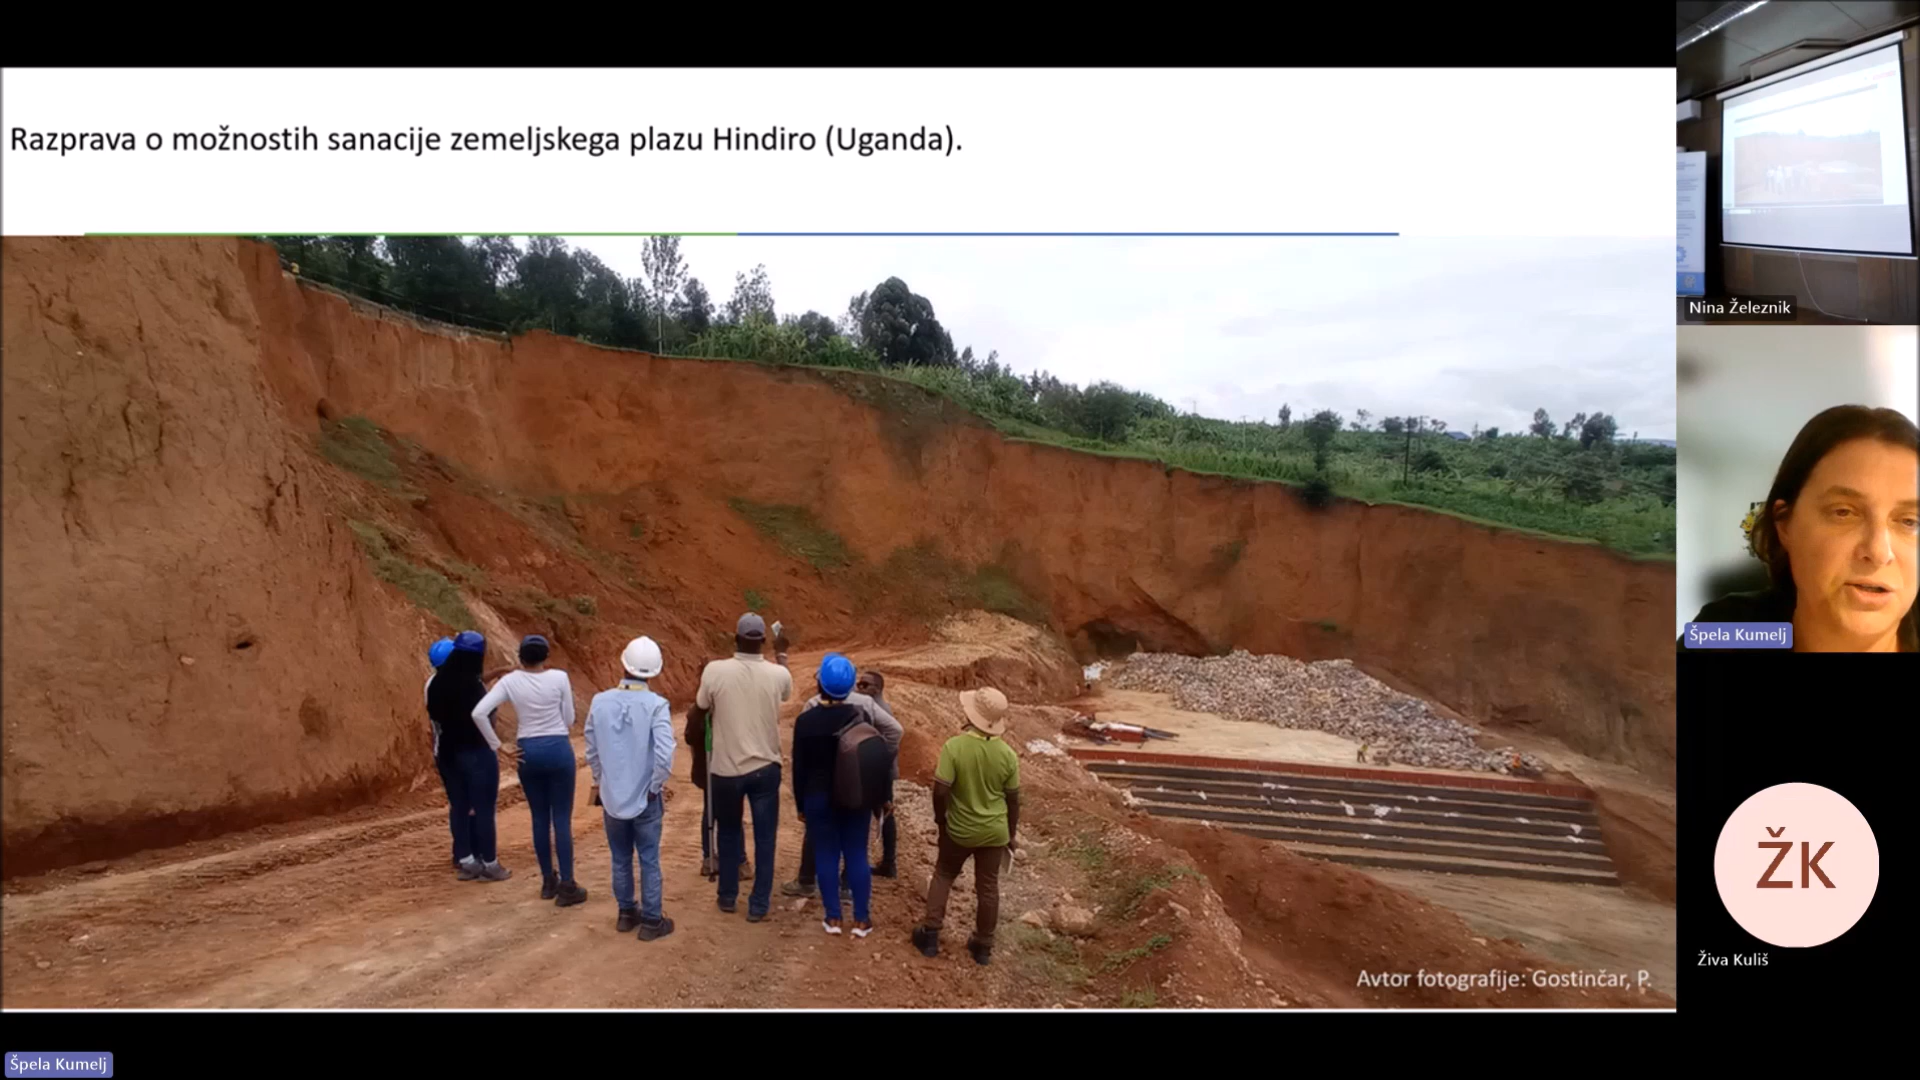 Razprava o možnostih sanacije zemeljskega plazu Hindiro (Uganda).
Avtor fotografije: Gostinčar, P.
Nina Železnik
Špela Kumelj
ŽK
Živa Kuliš
Špela Kumelj